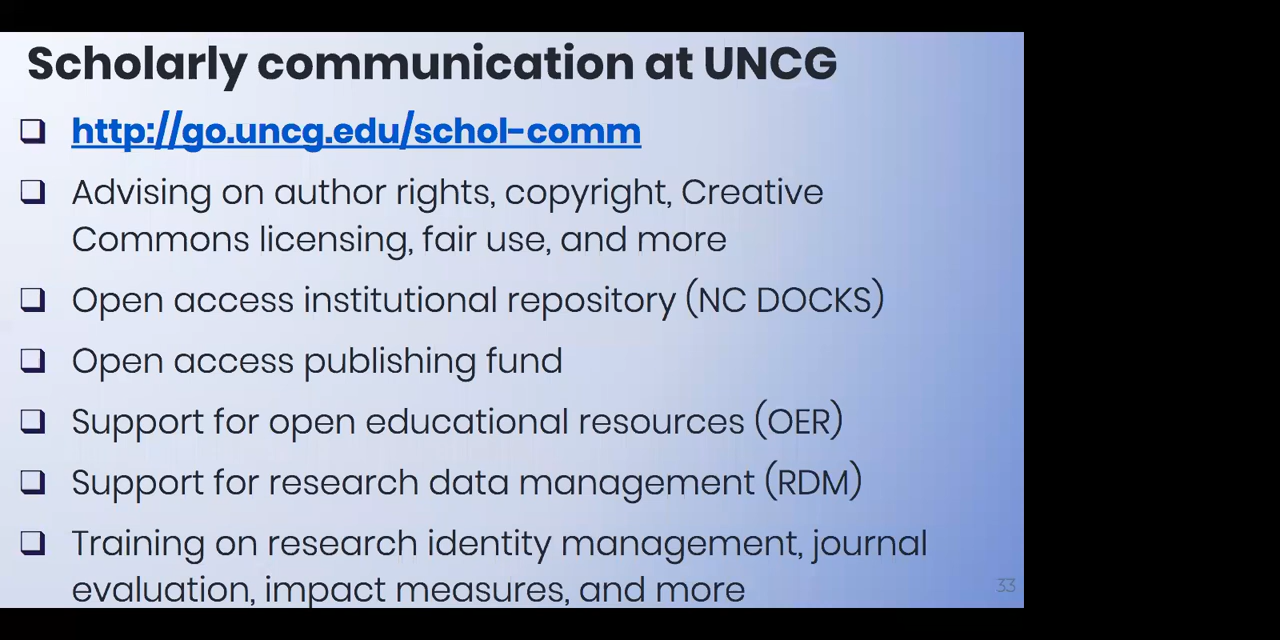 Scholarly communication at UNCG
❑ http://go.uncg.edu/schol-comm
❑ Advising on author rights, copyright, Creative
Commons licensing, fair use, and more
❑ Open access institutional repository (NC DOCKS)
❑ Open access publishing fund
❑ Support for open educational resources (OER)
❑ Support for research data management (RDM)
❑ Training on research identity management, journal
evaluation, impact measures, and more
33